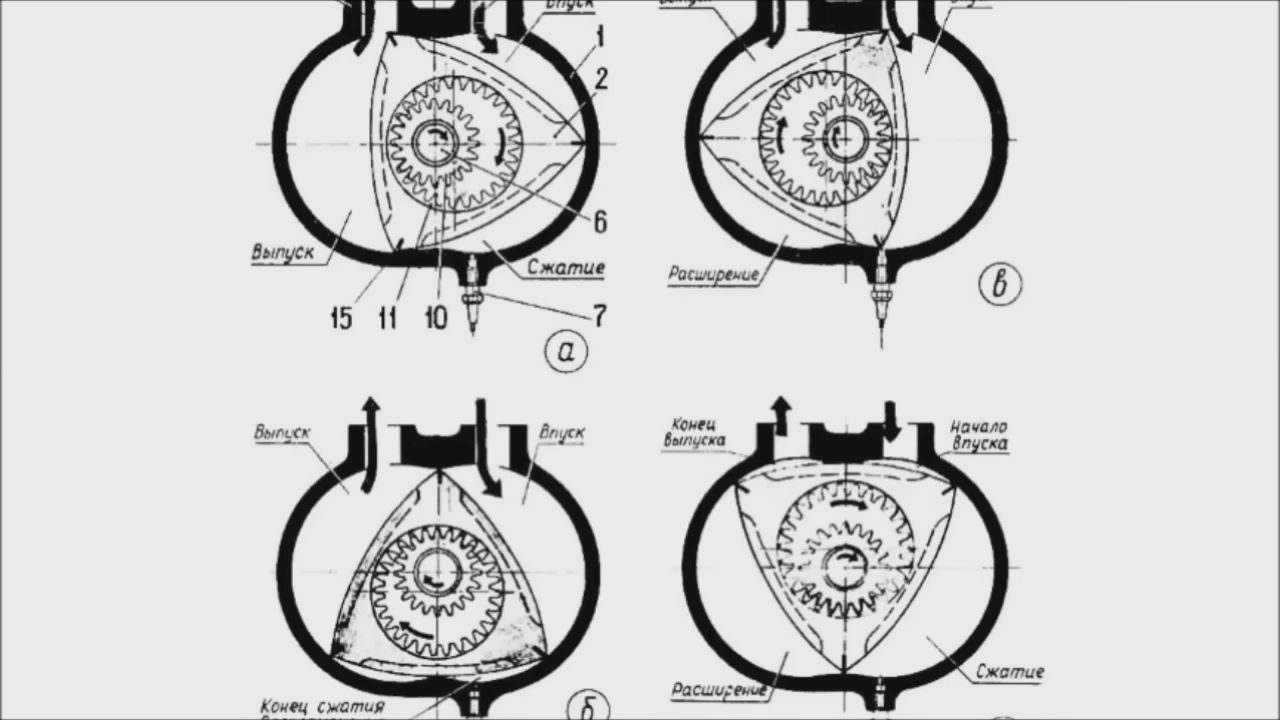 Впуск
1
2
6
Выпуск
Сжатие
15 11 10
7
а
Выпуск
Расширение
в
Выпуск
Впуск
Конец сжатия
б
Конец
выпуска
Начало
впуска
Расширение
Сжатие